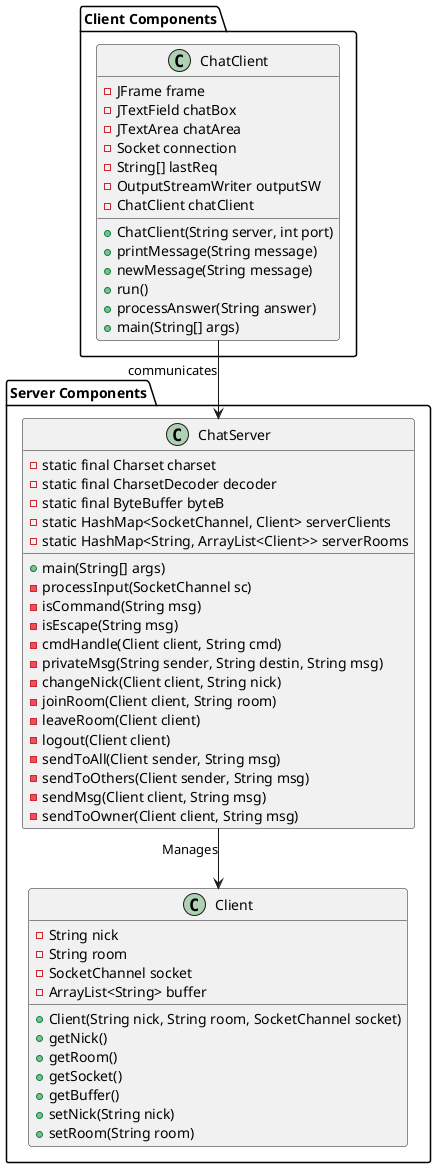 Client Components
C ChatClient
JFrame frame
JTextField chatBox
JTextArea chatArea
Socket connection
String[] lastReq
OutputStreamWriter outputSW
ChatClient chatClient
ChatClient(String server, int port)
printMessage(String message)
newMessage(String message)
run()
processAnswer(String answer)
main(String[] args)
communicates
Server Components
C ChatServer
static final Charset charset
static final CharsetDecoder decoder
static final ByteBuffer byteB
static HashMap<SocketChannel, Client> serverClients
static HashMap<String, ArrayList<Client>> serverRooms
main(String[] args)
processInput(SocketChannel sc)
isCommand(String msg)
isEscape(String msg)
cmdHandle(Client client, String cmd)
privateMsg(String sender, String destin, String msg)
changeNick(Client client, String nick)
joinRoom(Client client, String room)
leaveRoom(Client client)
logout(Client client)
sendToAll(Client sender, String msg)
sendToOthers(Client sender, String msg)
sendMsg(Client client, String msg)
sendToOwner(Client client, String msg)
Manages
C Client
String nick
String room
SocketChannel socket
ArrayList<String> buffer
Client(String nick, String room, SocketChannel socket)
getNick()
getRoom()
getSocket()
getBuffer()
setNick(String nick)
setRoom(String room)